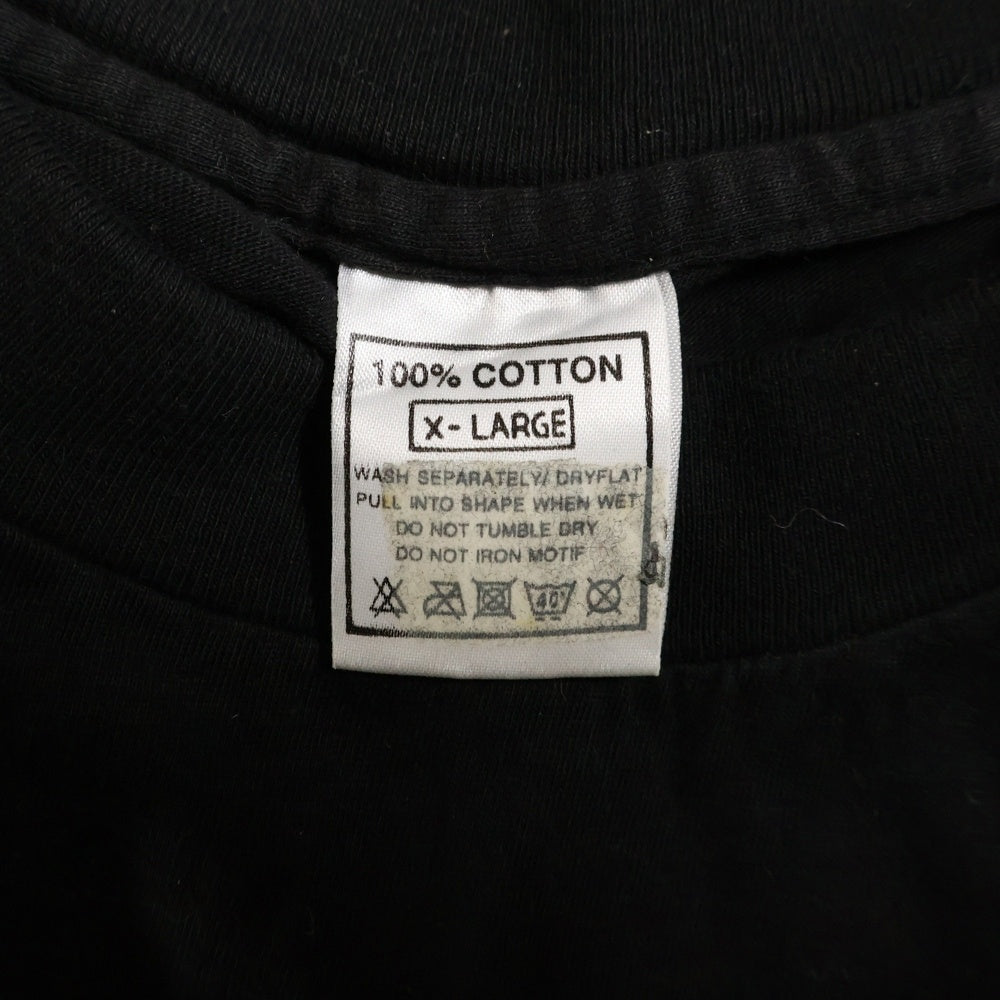 100% COTTON
X-LARGE
WASH SEPARATELY/ DRYFLAT
PULL INTO SHAPE WHEN WET
DO NOT TUMBLE DRY
DO NOT IRON MOTIF
40°